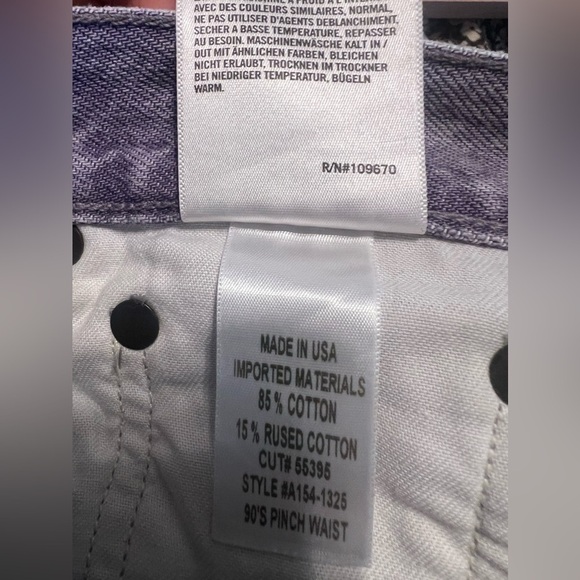 AVEC DES COULEURS SIMILAIRES, NORMAL,
NE PAS UTILISER D'AGENTS DEBLANCHIMENT,
SECHER A BASSE TEMPERATURE, REPASSER
AU BESOIN. MASCHINENWÄSCHE KALT IN /
OUT MIT ÄHNLICHEN FARBEN, BLEICHEN
NICHT ERLAUBT, TROCKNEN IM TROCKNER
BEI NIEDRIGER TEMPERATUR, BÜGELN
WARM.
R/N#109670
MADE IN USA
IMPORTED MATERIALS
85% COTTON
15% RUSED COTTON
CUT# 55395
STYLE #A154-1325
90'S PINCH WAIST